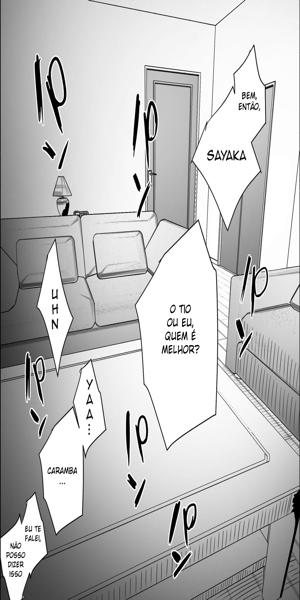 BEM,
ENTÃO,
SAYAKA
O TIO
OU EU,
QUEM É
MELHOR?
UHN
YAA...
CARAMBA
...
EU TE
FALEI,
NÃO
POSSO
DIZER
ISSO